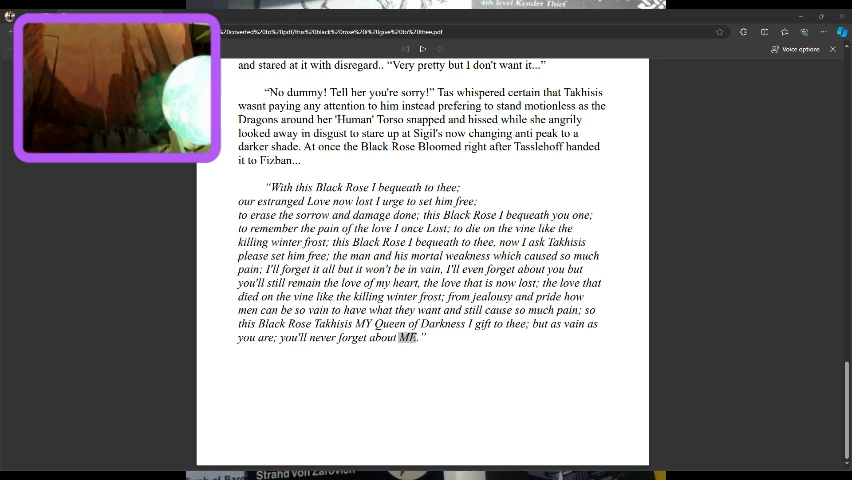 4th level Kender Thief
coverted%20to%20pdf/this%20black%20rose%20i%20give%20to%20thee.pdf
Voice options
and stared at it with disregard.. “Very pretty but I don't want it...”
“No dummy! Tell her you're sorry!” Tas whispered certain that Takhisis
wasnt paying any attention to him instead prefering to stand motionless as the
Dragons around her 'Human' Torso snapped and hissed while she angrily
looked away in disgust to stare up at Sigil's now changing anti peak to a
darker shade. At once the Black Rose Bloomed right after Tasslehoff handed
it to Fizban...
“With this Black Rose I bequeath to thee;
our estranged Love now lost I urge to set him free;
to erase the sorrow and damage done; this Black Rose I bequeath you one;
to remember the pain of the love I once Lost; to die on the vine like the
killing winter frost; this Black Rose I bequeath to thee, now I ask Takhisis
please set him free; the man and his mortal weakness which caused so much
pain; I'll forget it all but it won't be in vain, I'll even forget about you but
you'll still remain the love of my heart, the love that is now lost; the love that
died on the vine like the killing winter frost; from jealousy and pride how
men can be so vain to have what they want and still cause so much pain; so
this Black Rose Takhisis MY Queen of Darkness I gift to thee; but as vain as
you are; you'll never forget about ME.”
Strahd Von Zarovich